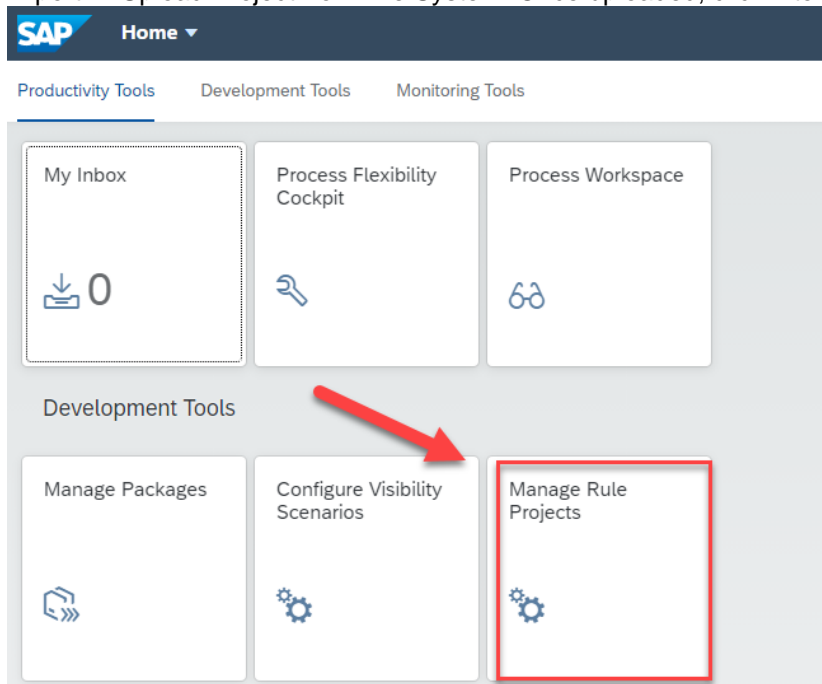 SAP Home ▼
Productivity Tools Development Tools Monitoring Tools
My Inbox
0
Process Flexibility
Cockpit
Process Workspace
Development Tools
Manage Packages
Configure Visibility
Scenarios
Manage Rule
Projects